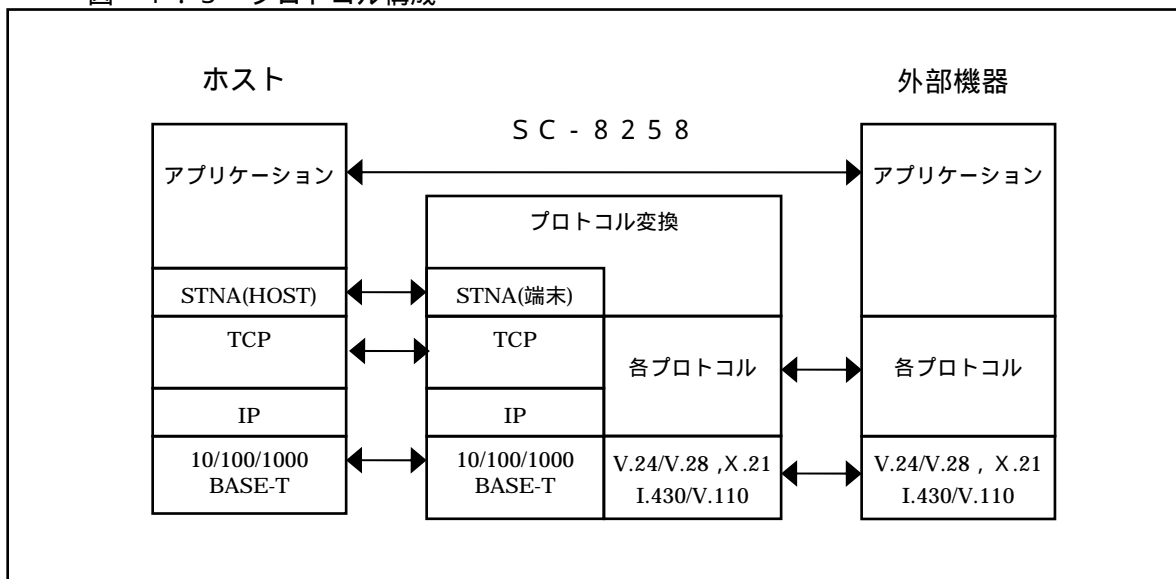 ホスト
外部機器
ＳＣ-８２５８
アプリケーション
アプリケーション
プロトコル変換
STNA(HOST)
STNA(端末)
TCP
TCP
各プロトコル
各プロトコル
IP
IP
10/100/1000
BASE-T
10/100/1000
BASE-T
V.24/V.28 ,Ｘ.21
I.430/V.110
V.24/V.28 , Ｘ.21
I.430/V.110